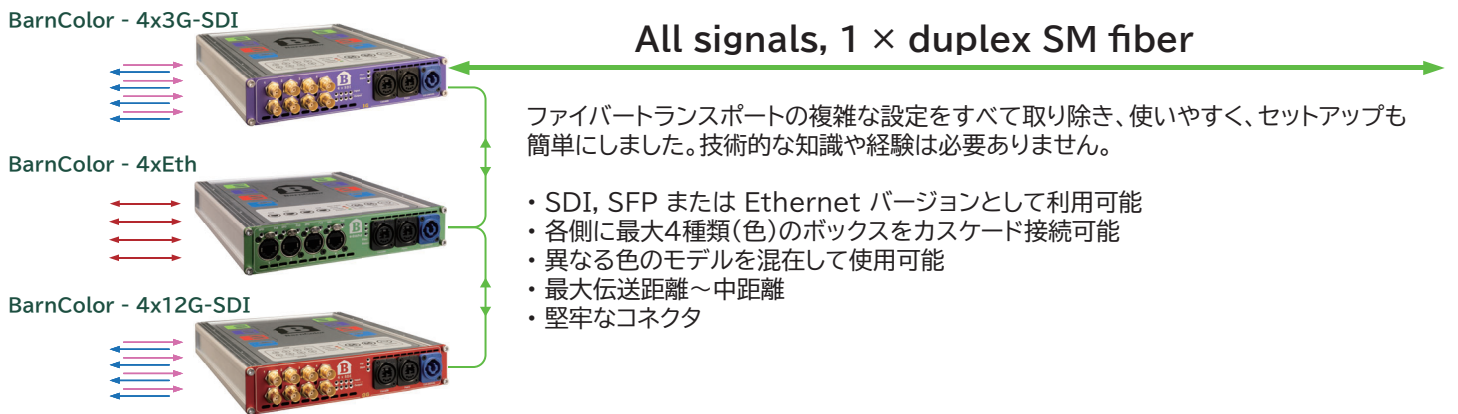 BarnColor - 4x3G-SDI
All signals, 1 × duplex SM fiber
ファイバートランスポートの複雑な設定をすべて取り除き、使いやすく、セットアップも
簡単にしました。技術的な知識や経験は必要ありません。
BarnColor - 4xEth
・SDI, SFP または Ethernet バージョンとして利用可能
・各側に最大4種類（色）のボックスをカスケード接続可能
・異なる色のモデルを混在して使用可能
・最大伝送距離～中距離
・堅牢なコネクタ
BarnColor - 4x12G-SDI